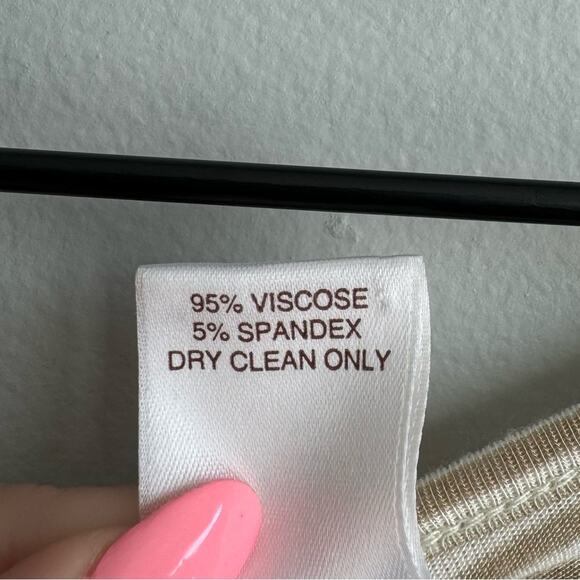 95% VISCOSE
5% SPANDEX
DRY CLEAN ONLY